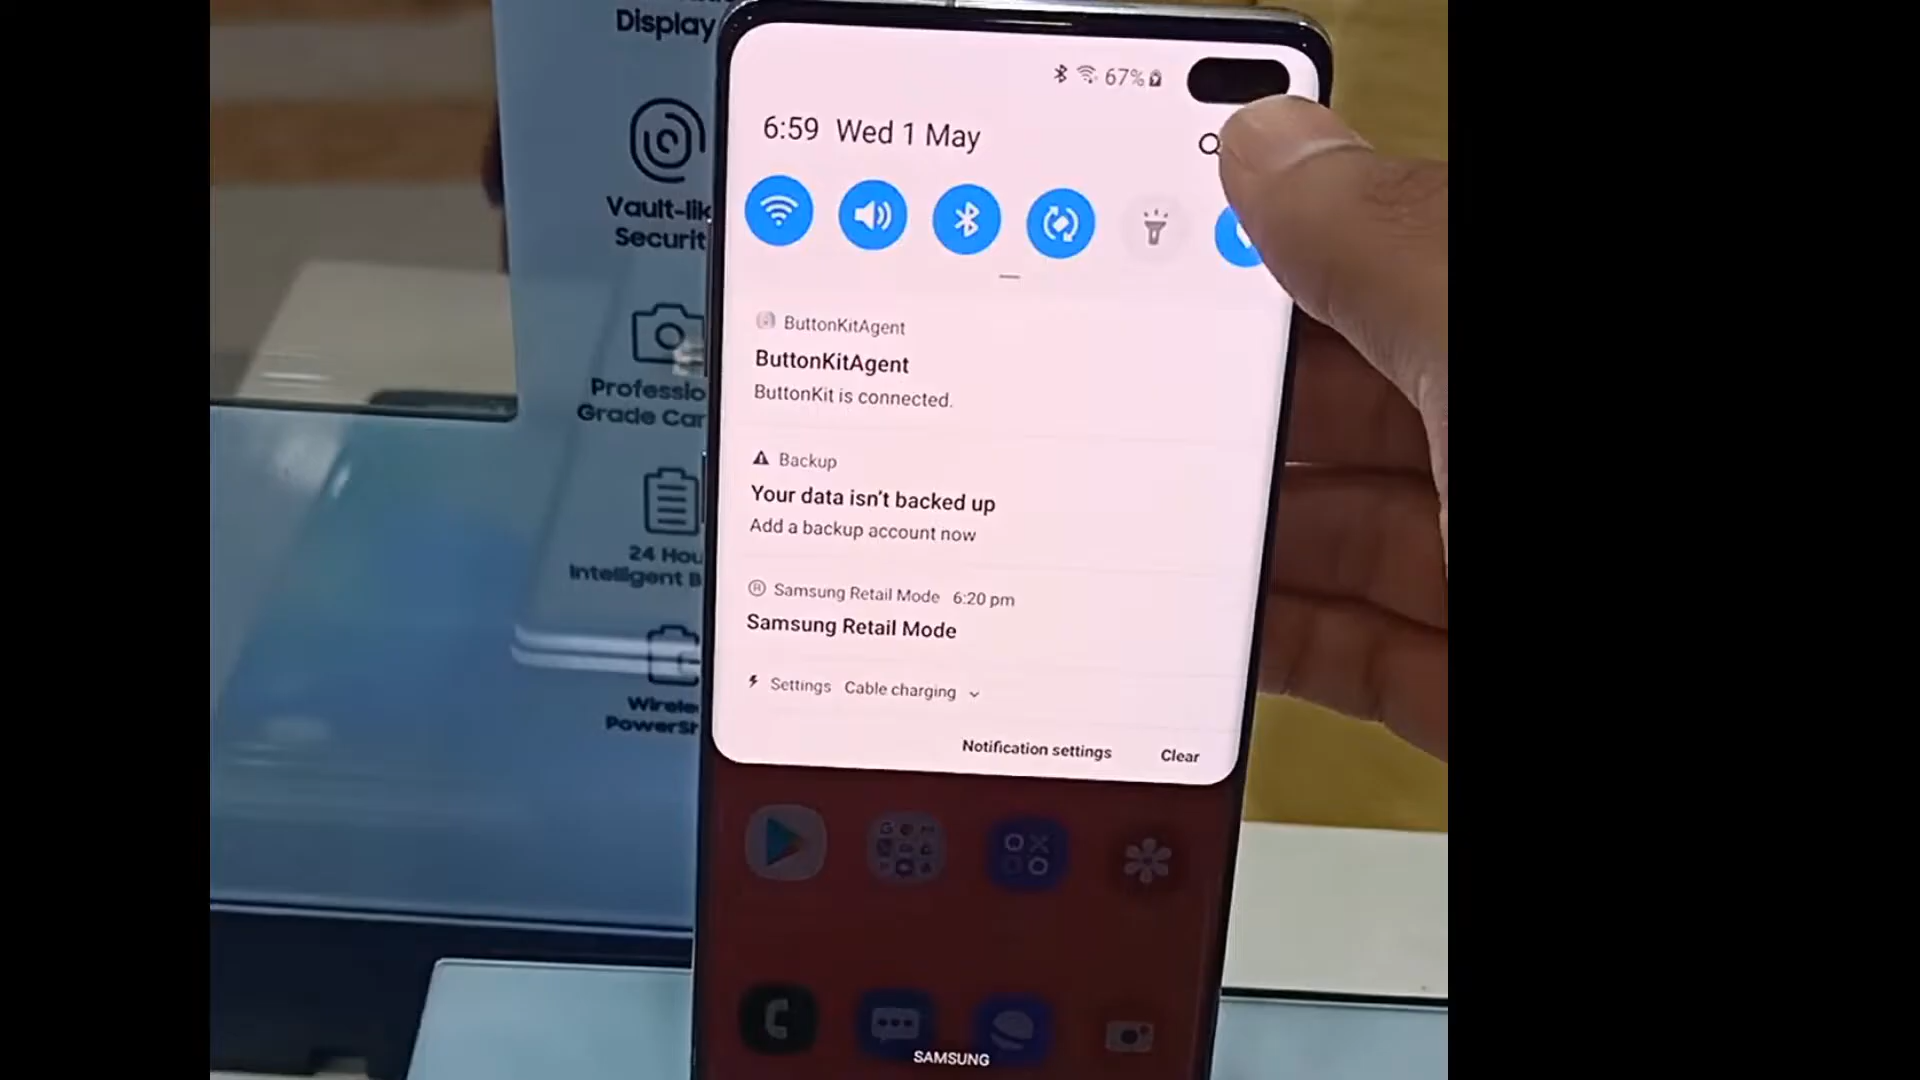 Display
Vault-lik
Securit
Professio
Grade Car
24 Hou
Intelligent B
Wirele
PowerSh
67%
6:59 Wed 1 May
ButtonKitAgent
ButtonKitAgent
ButtonKit is connected.
Backup
Your data isn't backed up
Add a backup account now
Samsung Retail Mode 6:20 pm
Samsung Retail Mode
Settings Cable charging
Notification settings Clear
SAMSUNG